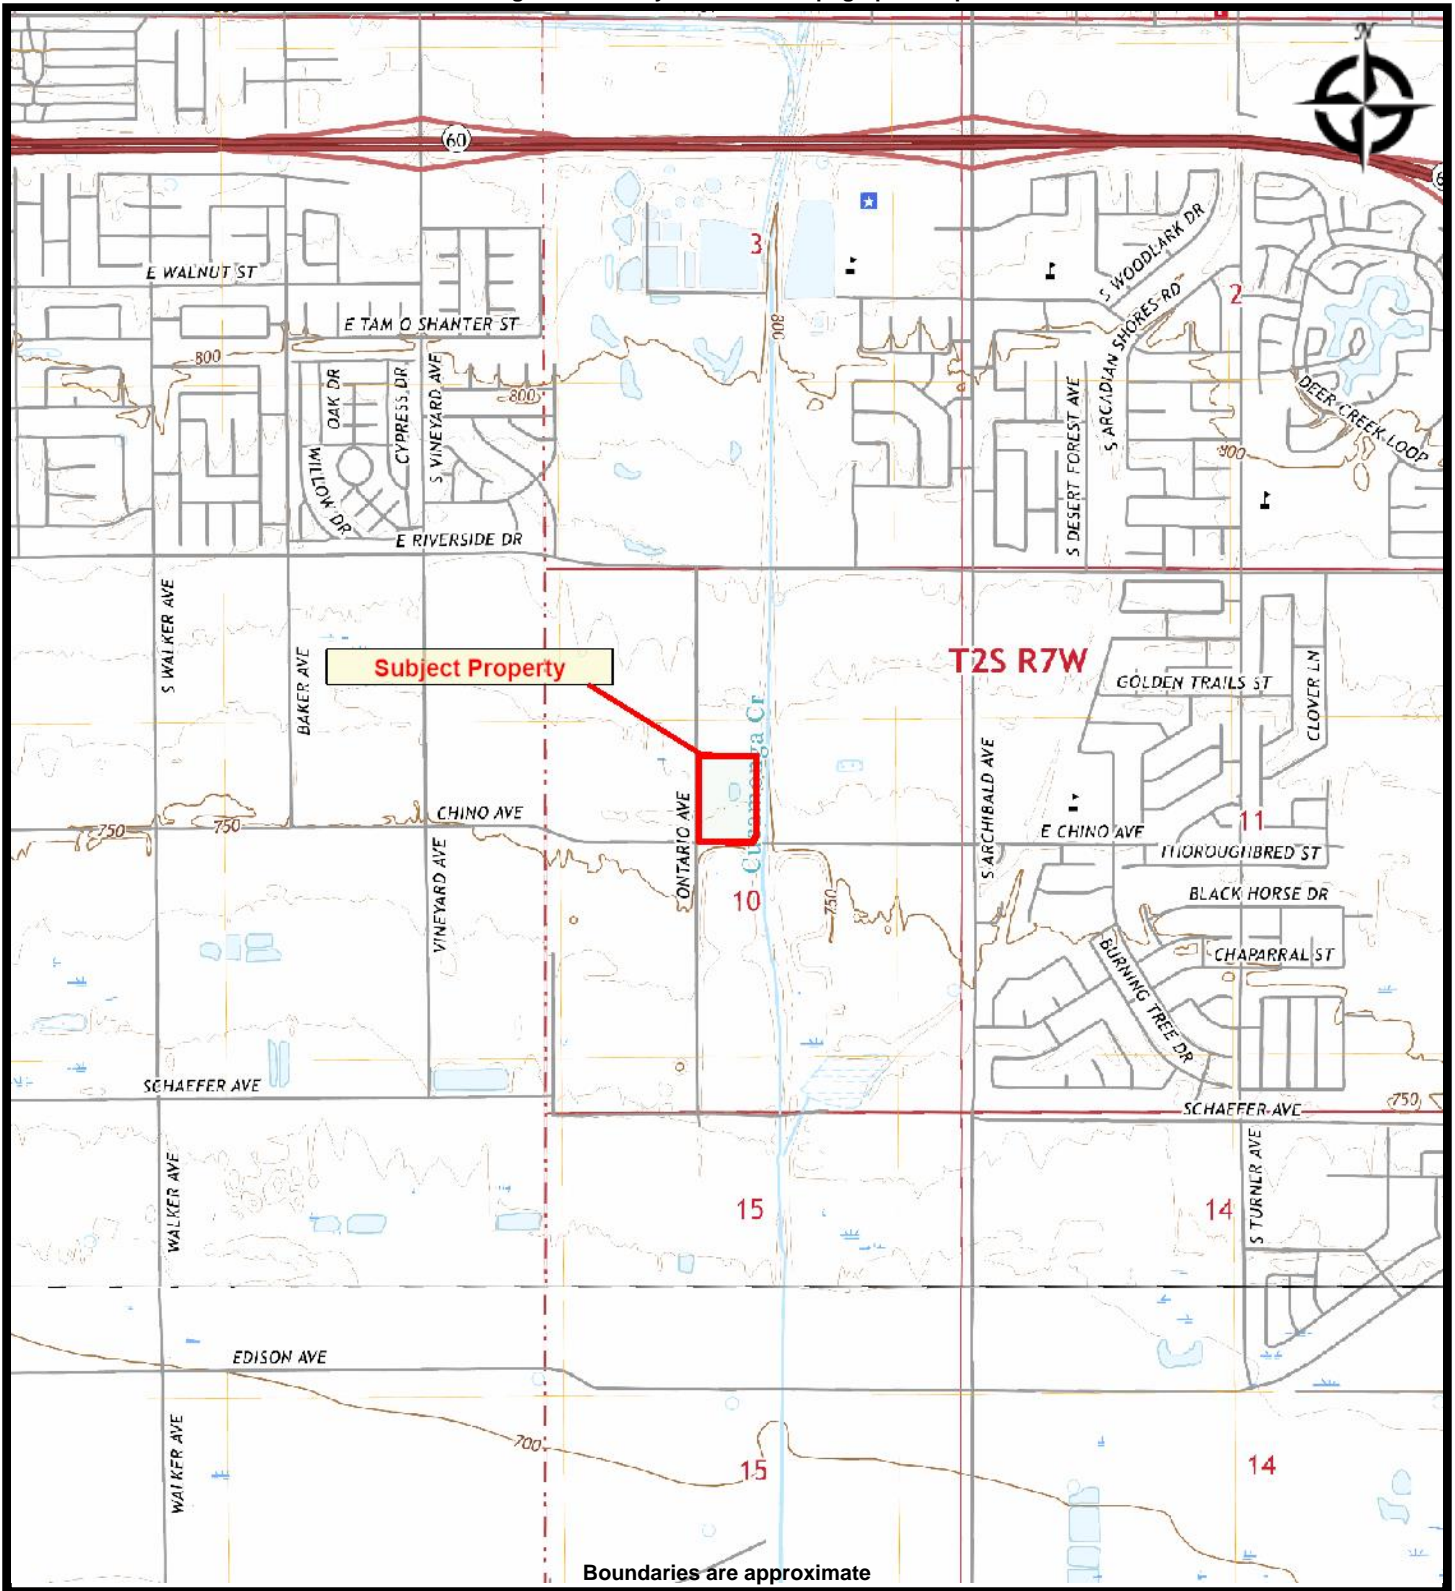 N
60
3
E WALNUT ST
S WOODLARK DR
2
S ARCADIAN SHORES RD
E TAM O SHANTER ST
800
800
OAK DR
CYPRESS DR
S VINEYARD AVE
800
DEER CREEK LOOP
S DESERT FOREST AVE
WILLOW DR
E RIVERSIDE DR
S WALKER AVE
BAKER AVE
Subject Property
T2S R7W
GOLDEN TRAILS ST
CLOVER LN
Cucamonga Cr
S ARCHIBALD AVE
S ONTARIO AVE
750
750
CHINO AVE
E CHINO AVE
11
THOROUGHBRED ST
VINEYARD AVE
10
750
BLACK HORSE DR
CHAPARRAL ST
BURNING TREE DR
SCHAEFER AVE
SCHAEFER AVE
750
WALKER AVE
S TURNER AVE
15
14
EDISON AVE
WALKER AVE
700
15
14
Boundaries are approximate